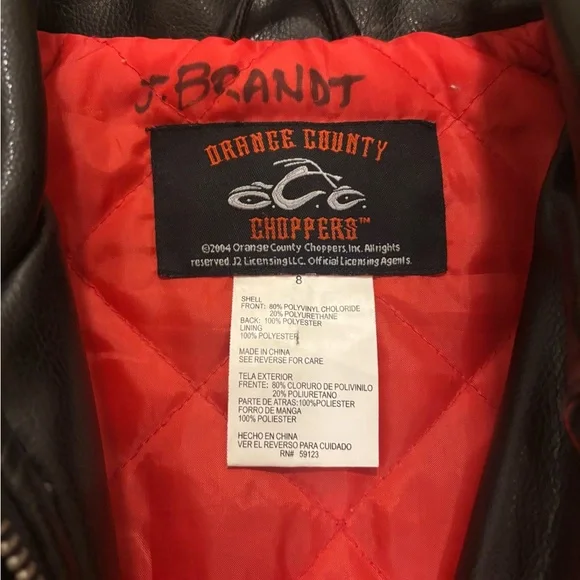 J. BRANDT
ORANGE COUNTY
O.C.C.
CHOPPERS™
©2004 Orange County Choppers, Inc. All rights
reserved. J2 Licensing LLC. Official Licensing Agents.
8
SHELL
FRONT: 80% POLYVINYL CHOLORIDE
20% POLYURETHANE
BACK: 100% POLYESTER
LINING
100% POLYESTER
MADE IN CHINA
SEE REVERSE FOR CARE
TELA EXTERIOR
FRENTE: 80% CLORURO DE POLIVINILO
20% POLIURETANO
PARTE DE ATRAS:100%POLIESTER
FORRO DE MANGA
100% POLIESTER
HECHO EN CHINA
VER EL REVERSO PARA CUIDADO
RN# 59123